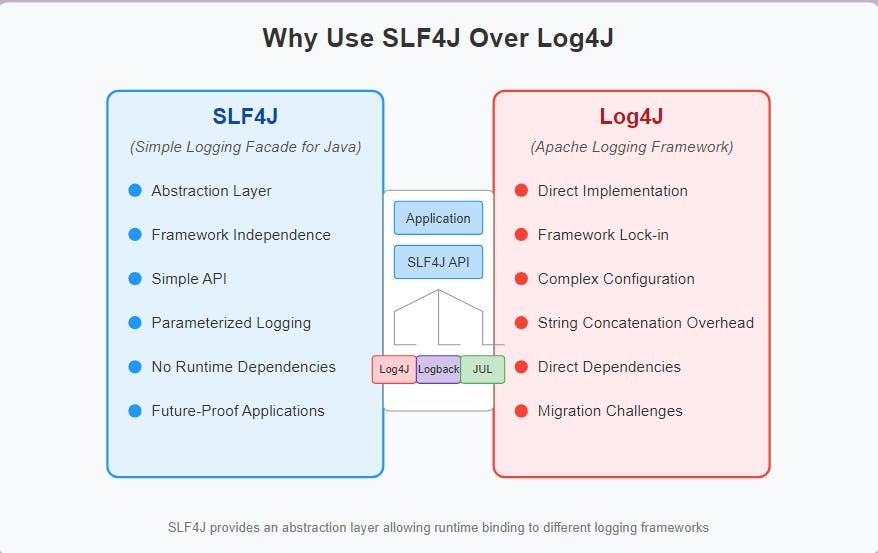 Why Use SLF4J Over Log4J
SLF4J
(Simple Logging Facade for Java)
Abstraction Layer
Framework Independence
Simple API
Parameterized Logging
No Runtime Dependencies
Future-Proof Applications
Application
SLF4J API
Log4J
Logback
JUL
Log4J
(Apache Logging Framework)
Direct Implementation
Framework Lock-in
Complex Configuration
String Concatenation Overhead
Direct Dependencies
Migration Challenges
SLF4J provides an abstraction layer allowing runtime binding to different logging frameworks